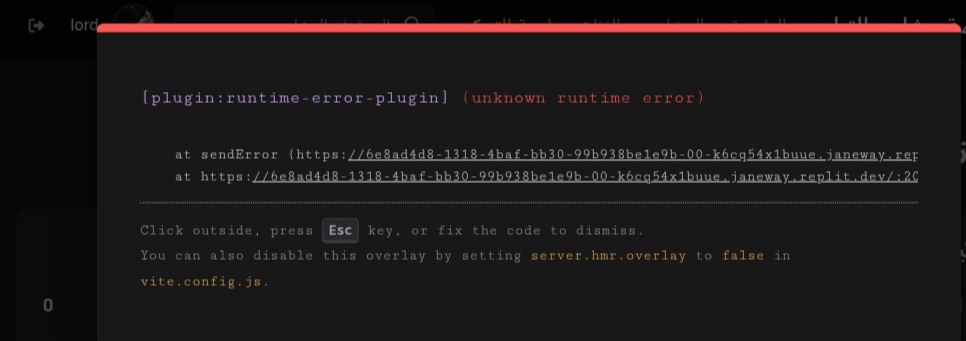 lord
[plugin:runtime-error-plugin] (unknown runtime error)
at sendError (https://6e8ad4d8-1318-4baf-bb30-99b938be1e9b-00-k6cq54x1buue.janeway.rep
at https://6e8ad4d8-1318-4baf-bb30-99b938be1e9b-00-k6cq54x1buue.janeway.replit.dev/:20
Click outside, press Esc key, or fix the code to dismiss.
You can also disable this overlay by setting server.hmr.overlay to false in
vite.config.js.
0